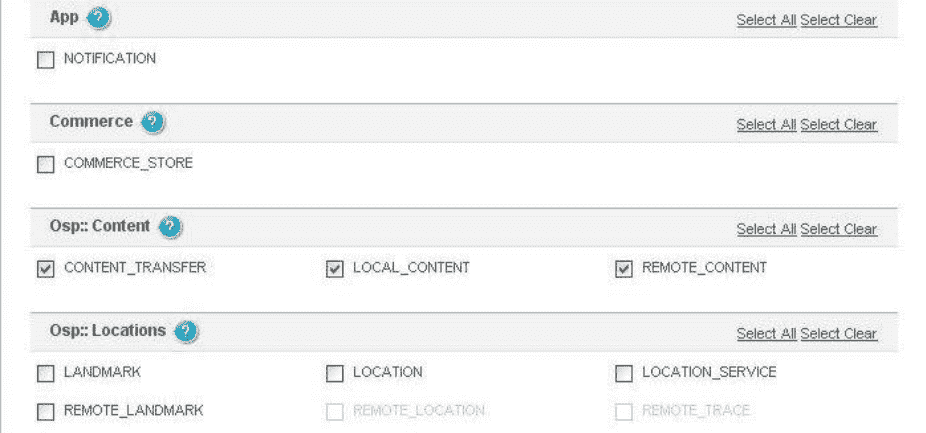 App ?
Select All Select Clear
NOTIFICATION
Commerce ?
Select All Select Clear
COMMERCE_STORE
Osp:: Content ?
Select All Select Clear
CONTENT_TRANSFER LOCAL_CONTENT REMOTE_CONTENT
Osp:: Locations ?
Select All Select Clear
LANDMARK LOCATION LOCATION_SERVICE
REMOTE_LANDMARK REMOTE_LOCATION REMOTE_TRACE